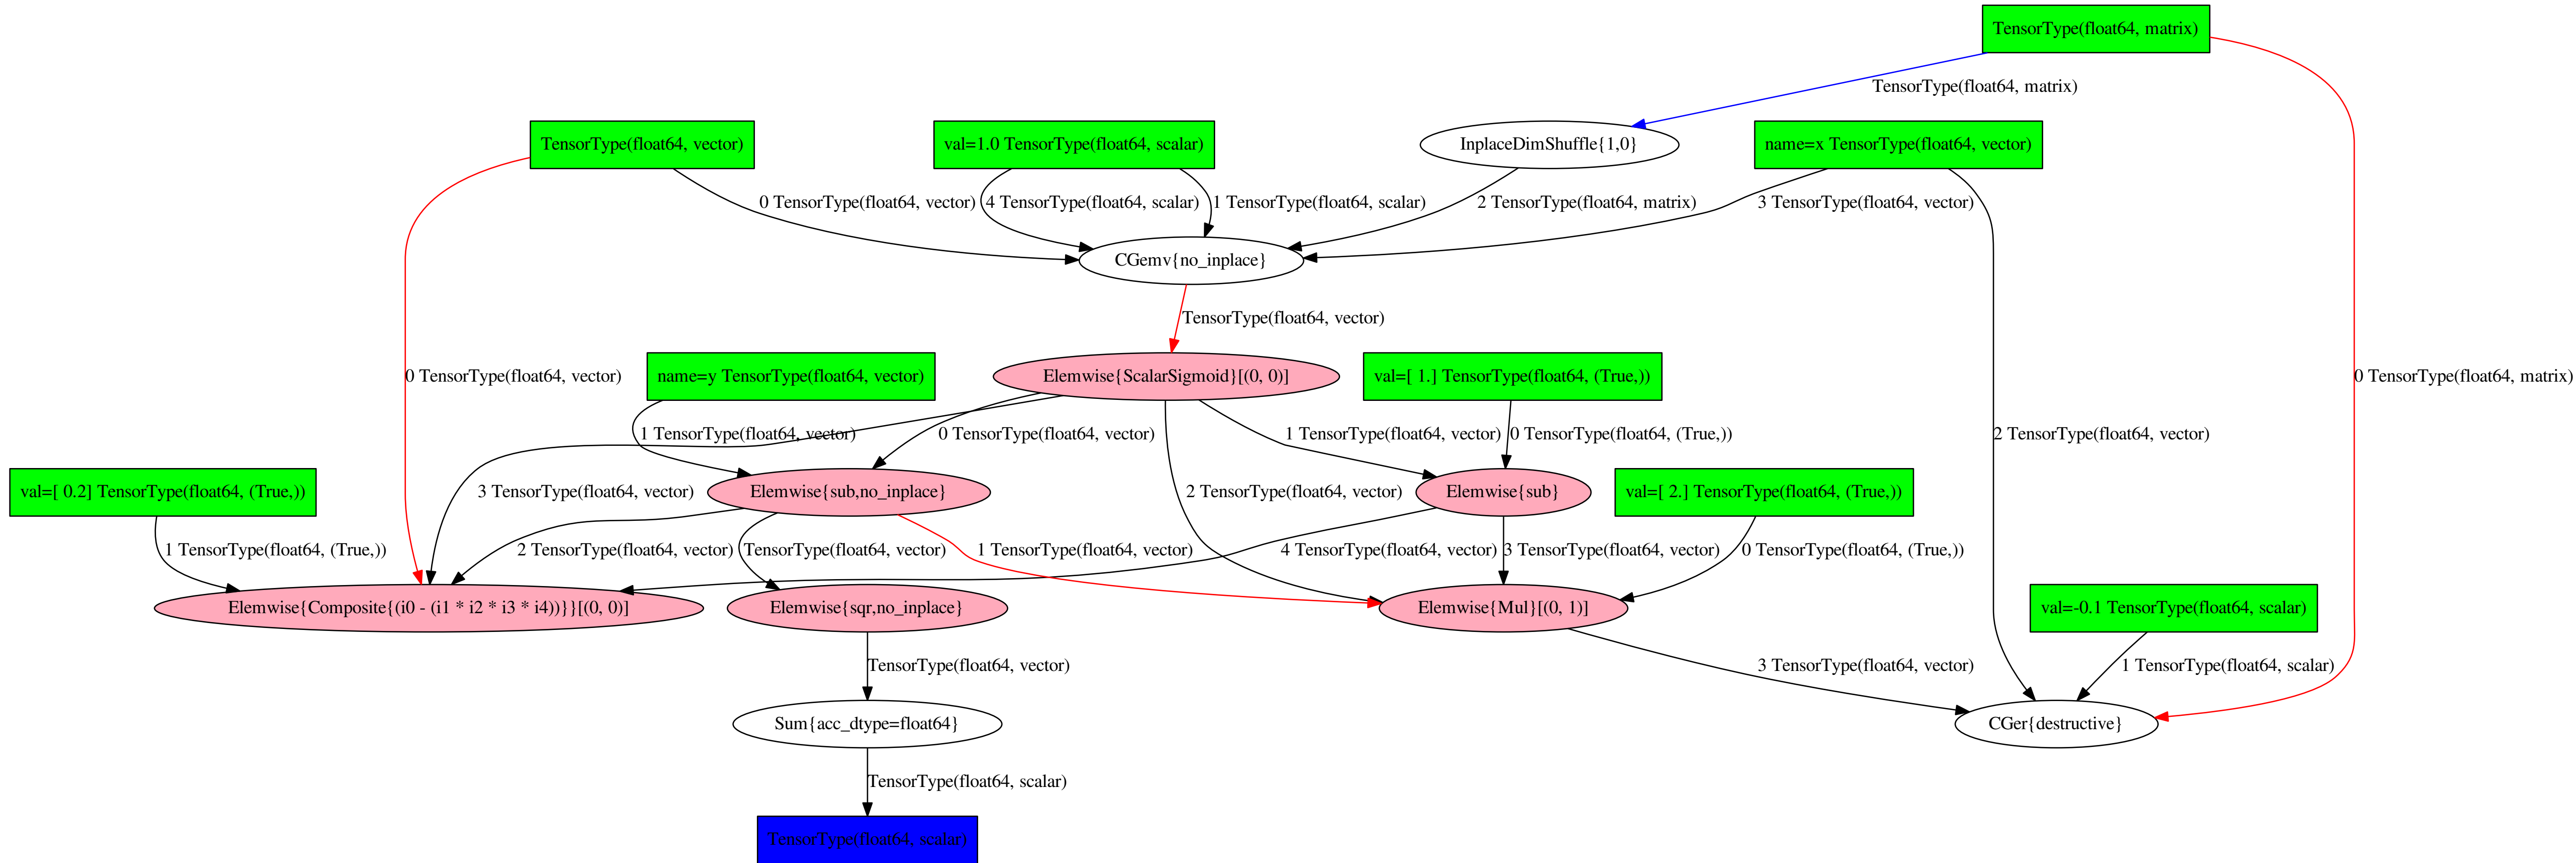 TensorType(float64, matrix)
TensorType(float64, matrix)
TensorType(float64, vector)
val=1.0 TensorType(float64, scalar)
InplaceDimShuffle{1,0}
name=x TensorType(float64, vector)
0 TensorType(float64, vector)
4 TensorType(float64, scalar)
1 TensorType(float64, scalar)
2 TensorType(float64, matrix)
3 TensorType(float64, vector)
CGemv{no_inplace}
TensorType(float64, vector)
0 TensorType(float64, vector)
name=y TensorType(float64, vector)
Elemwise{ScalarSigmoid}[(0, 0)]
val=[ 1.] TensorType(float64, (True,))
0 TensorType(float64, matrix)
1 TensorType(float64, vector)
0 TensorType(float64, vector)
1 TensorType(float64, vector)
0 TensorType(float64, (True,))
2 TensorType(float64, vector)
val=[ 0.2] TensorType(float64, (True,))
3 TensorType(float64, vector)
Elemwise{sub,no_inplace}
2 TensorType(float64, vector)
Elemwise{sub}
val=[ 2.] TensorType(float64, (True,))
1 TensorType(float64, (True,))
2 TensorType(float64, vector)
TensorType(float64, vector)
1 TensorType(float64, vector)
4 TensorType(float64, vector)
3 TensorType(float64, vector)
0 TensorType(float64, (True,))
Elemwise{Composite{(i0 - (i1 * i2 * i3 * i4))}}[(0, 0)]
Elemwise{sqr,no_inplace}
Elemwise{Mul}[(0, 1)]
val=-0.1 TensorType(float64, scalar)
TensorType(float64, vector)
3 TensorType(float64, vector)
1 TensorType(float64, scalar)
Sum{acc_dtype=float64}
CGer{destructive}
TensorType(float64, scalar)
TensorType(float64, scalar)